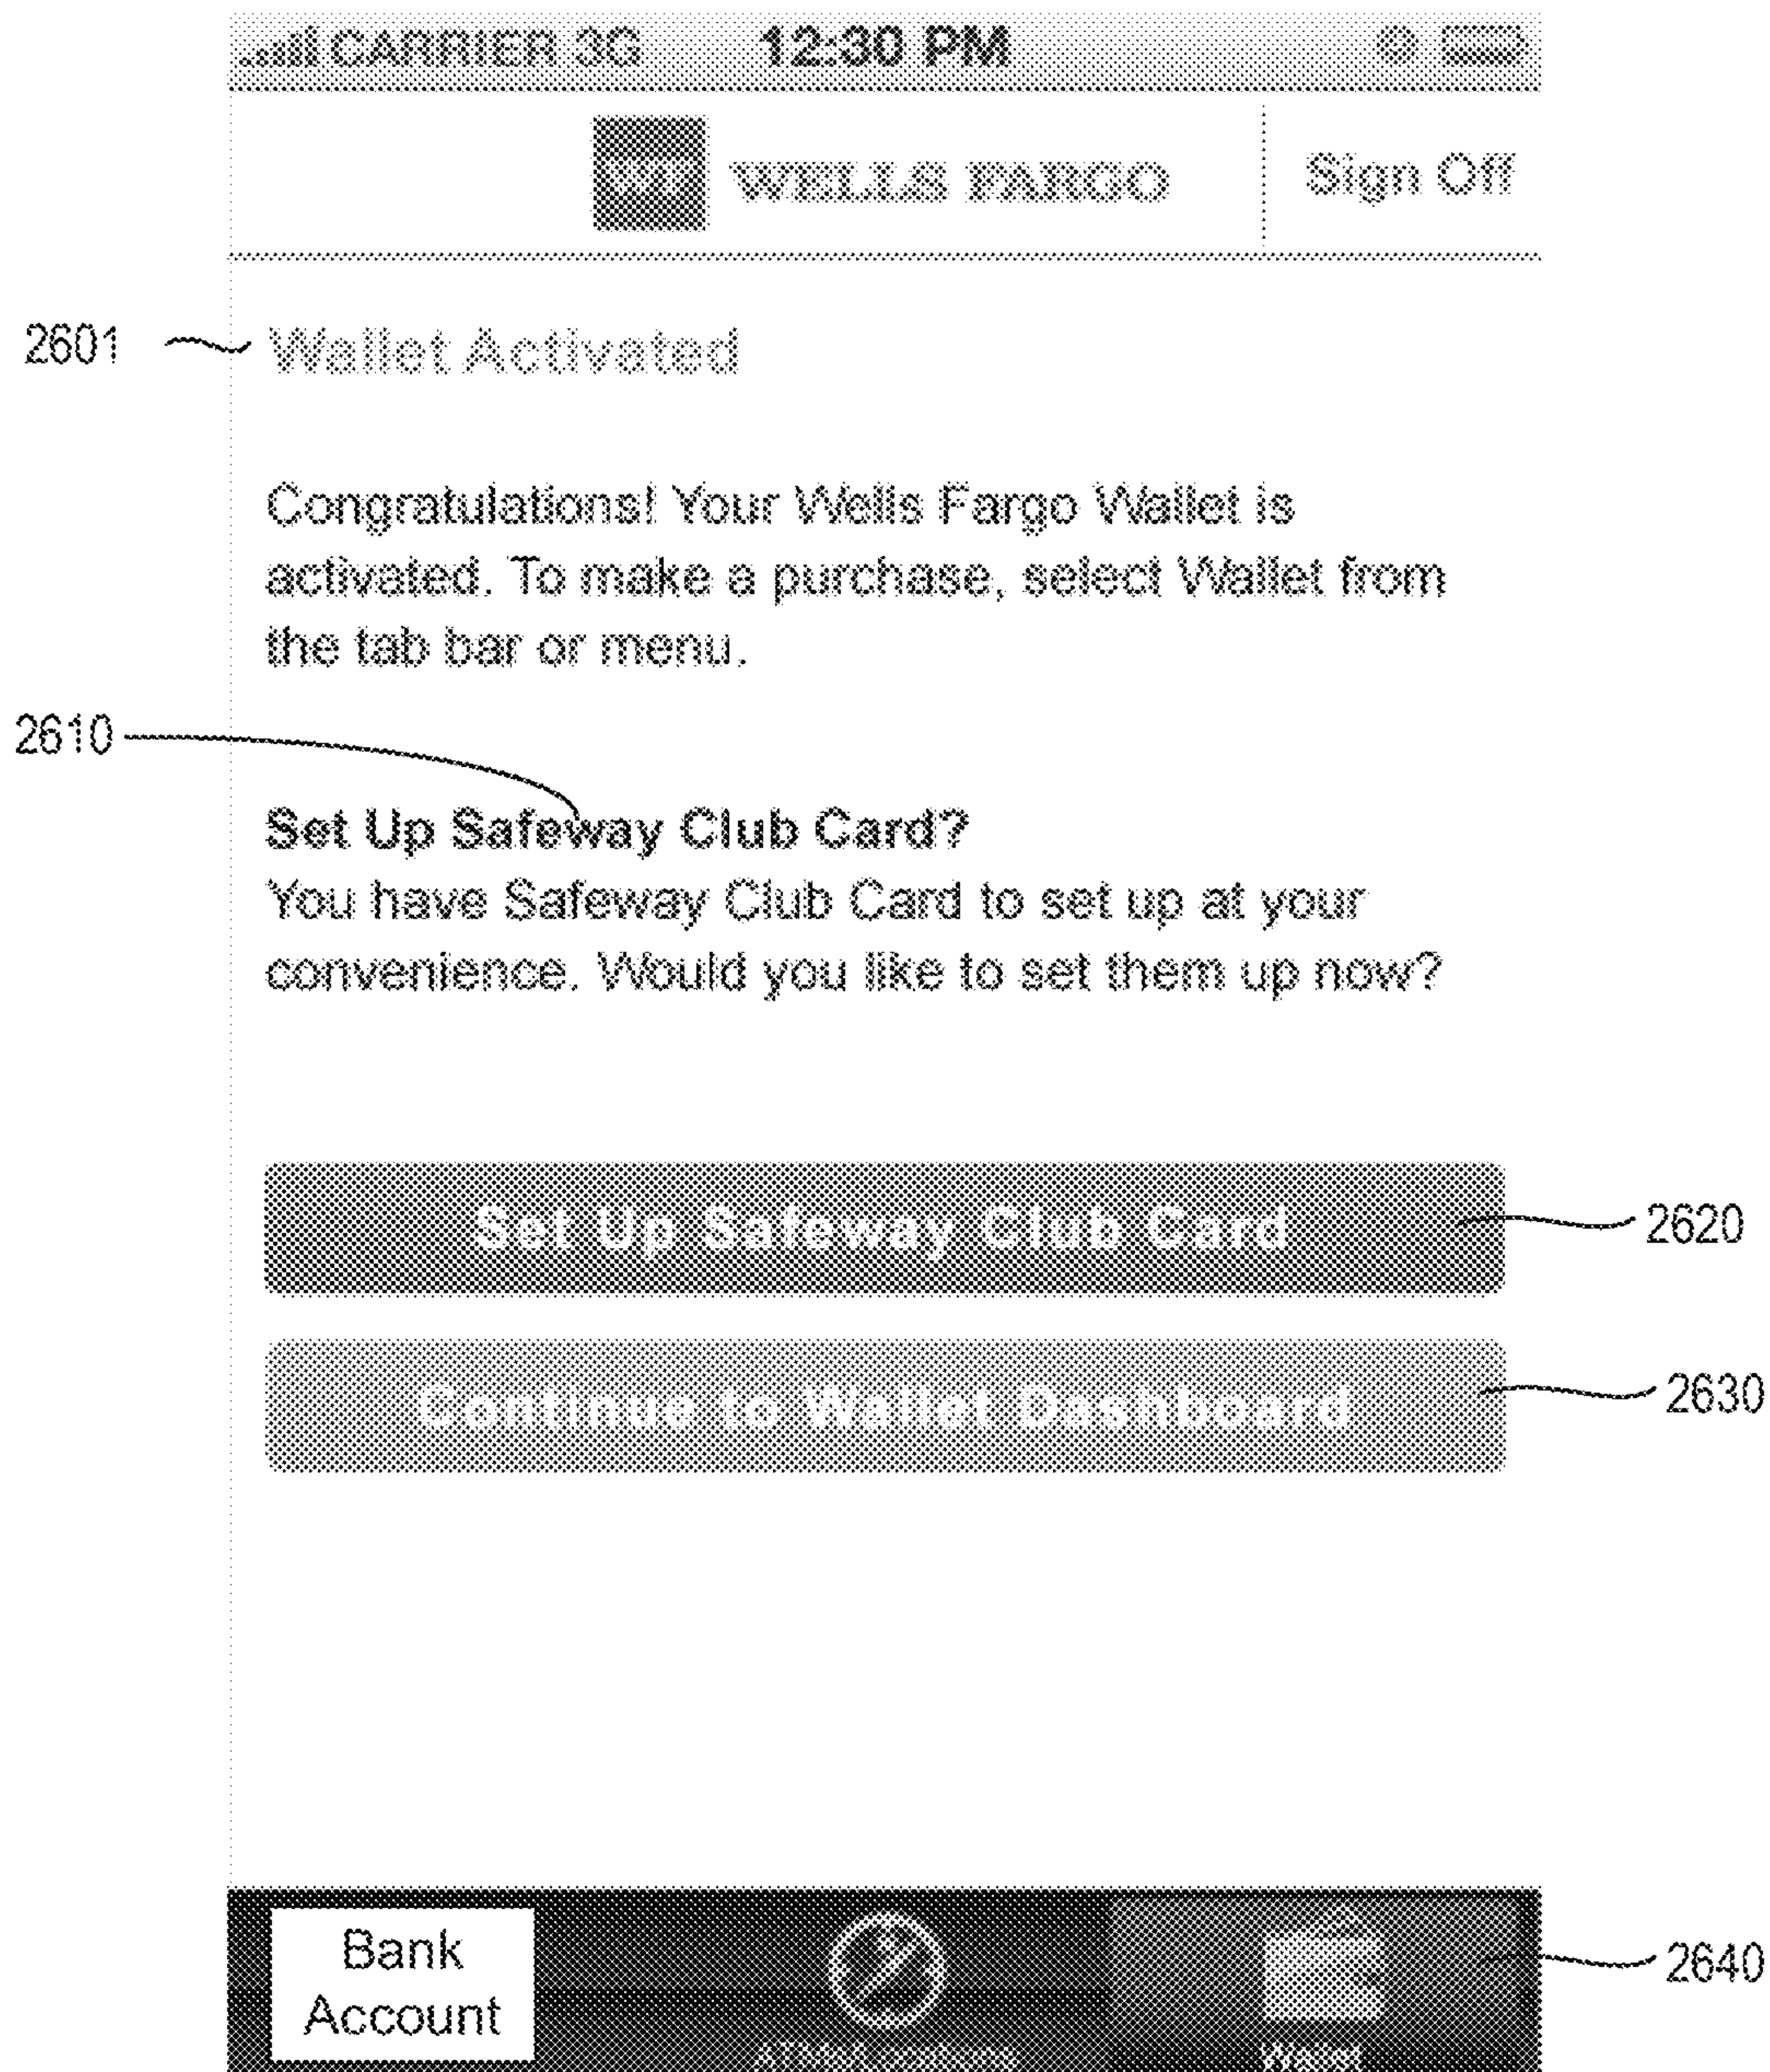 CARRIER 3G 12:30 PM
WELLS FARGO Sign Off
2601 Wallet Activated
Congratulations! Your Wells Fargo Wallet is
activated. To make a purchase, select Wallet from
the tab bar or menu.
2610
Set Up Safeway Club Card?
You have Safeway Club Card to set up at your
convenience. Would you like to set them up now?
Set Up Safeway Club Card 2620
Continue to Wallet Dashboard 2630
Bank
Account
2640
Wallet